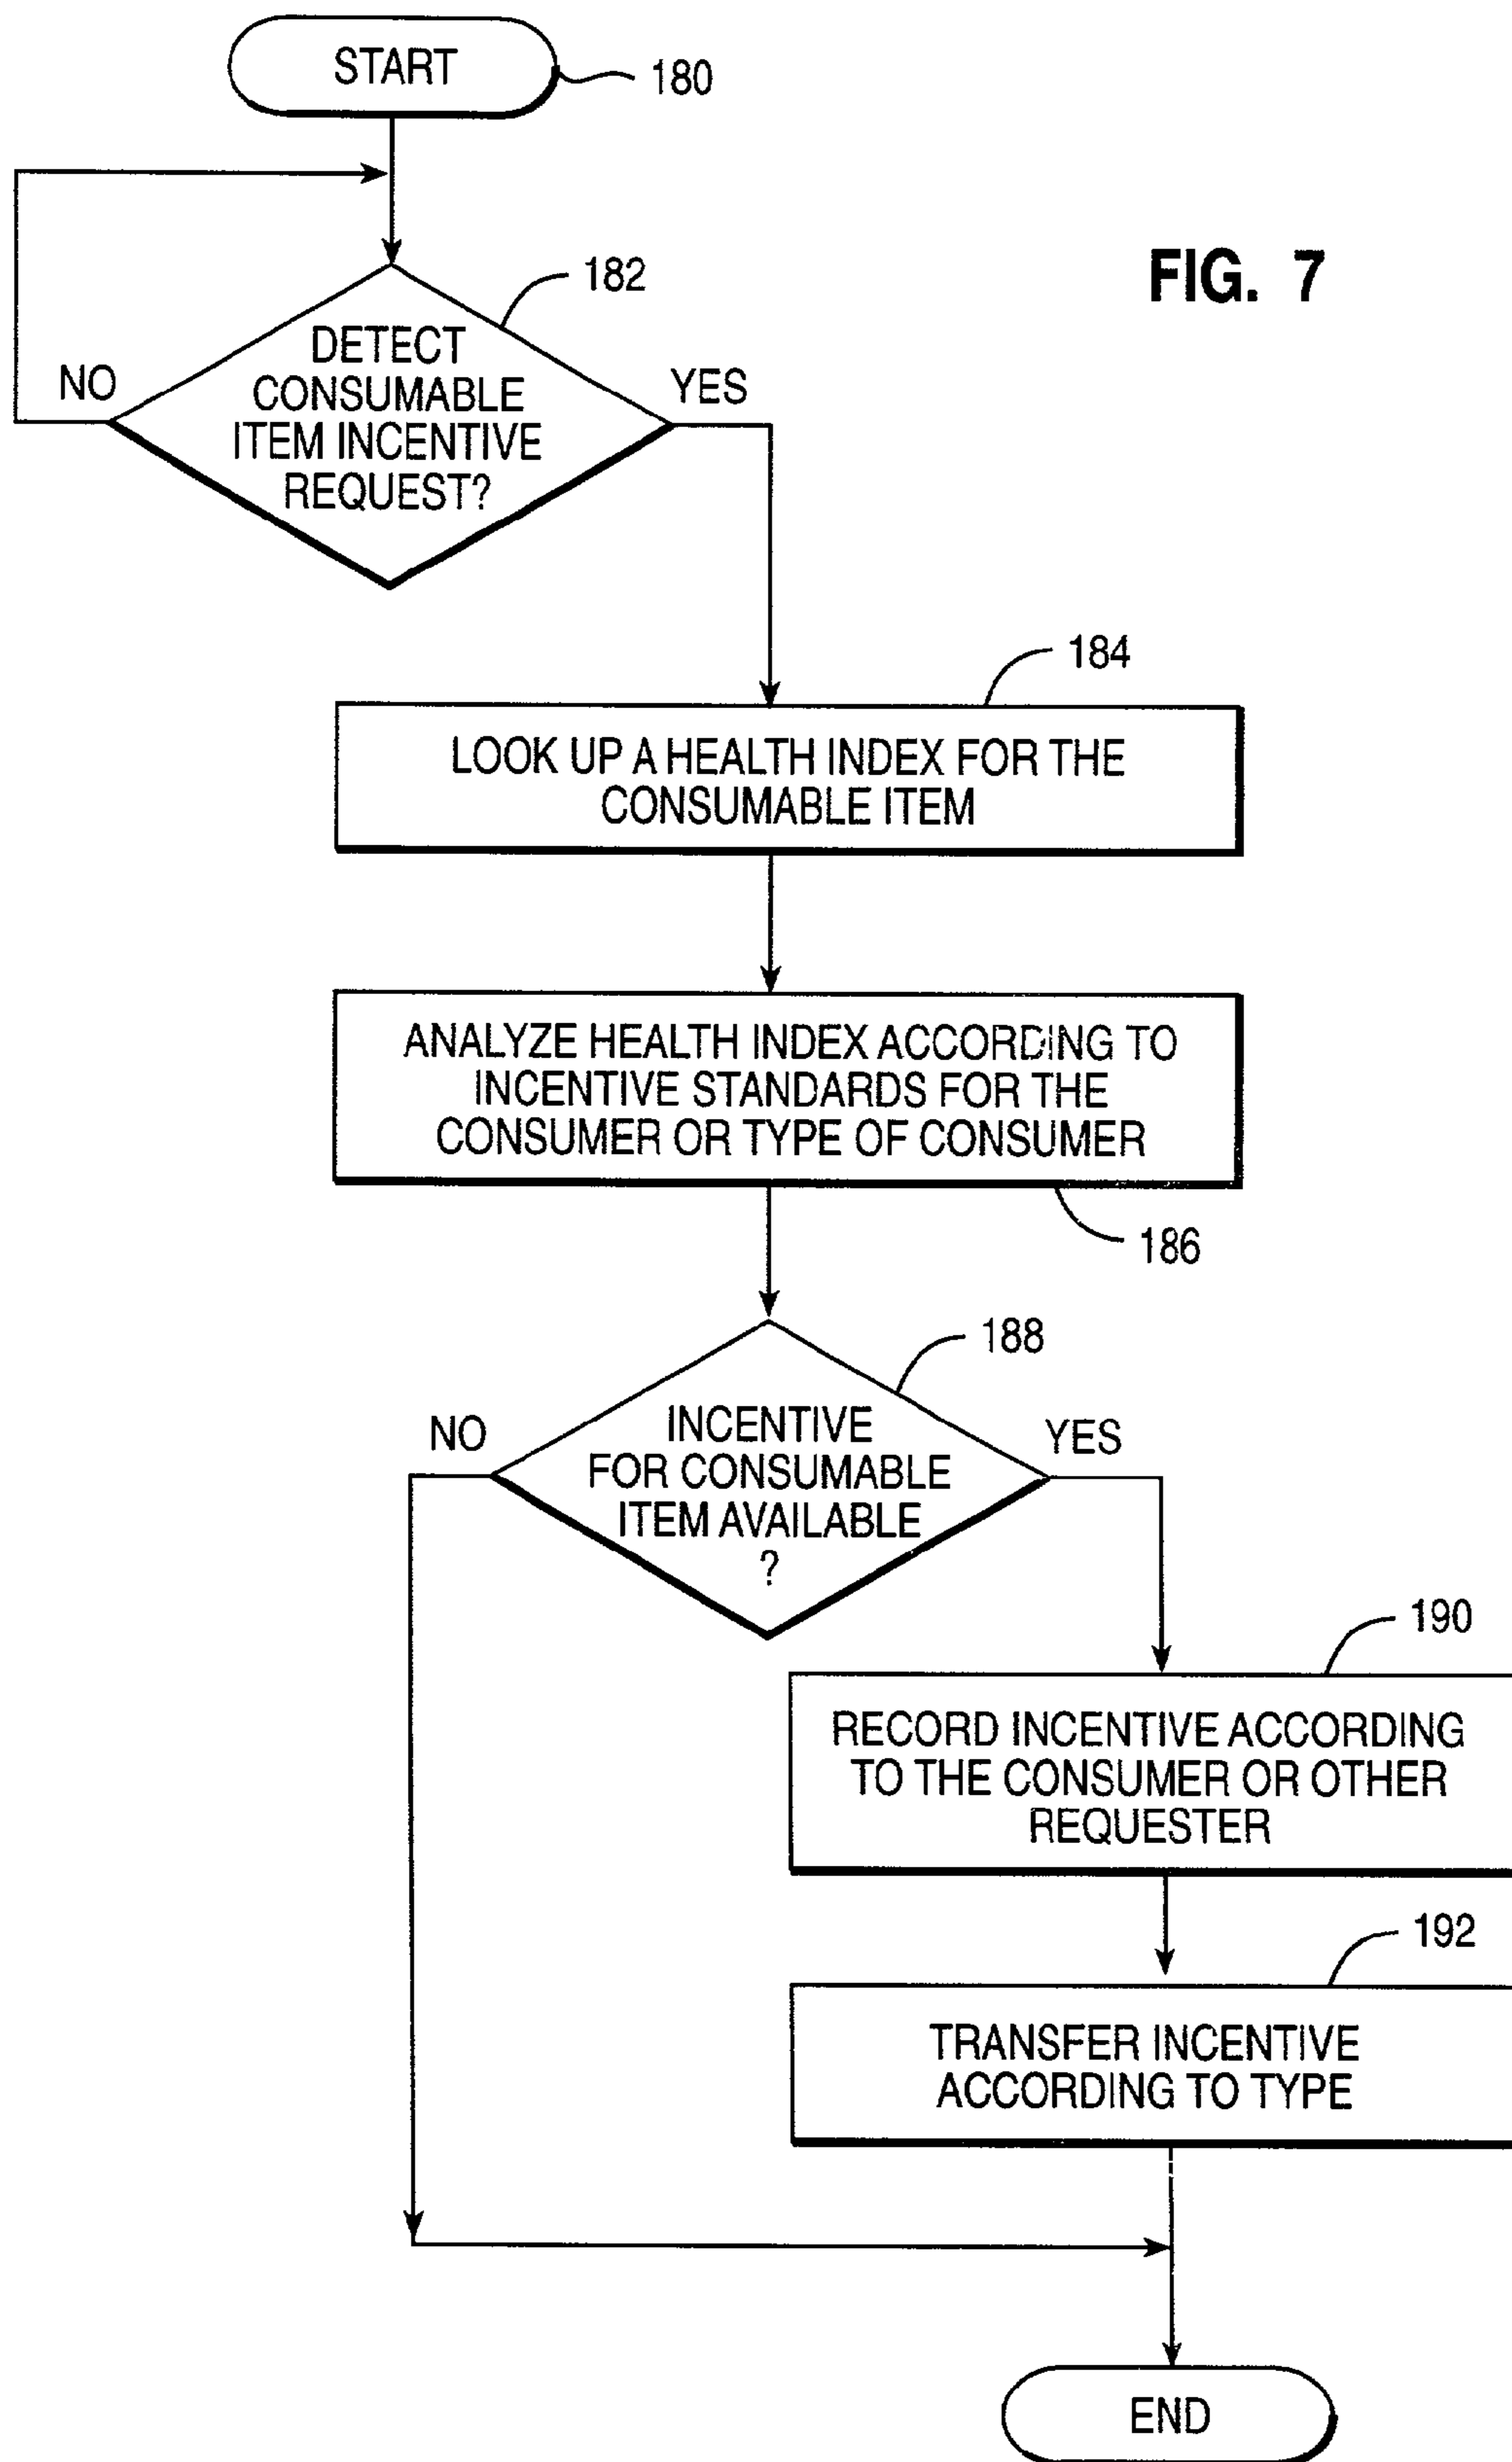 START
180
FIG. 7
182
DETECT
CONSUMABLE
ITEM INCENTIVE
REQUEST?
NO
YES
184
LOOK UP A HEALTH INDEX FOR THE
CONSUMABLE ITEM
ANALYZE HEALTH INDEX ACCORDING TO
INCENTIVE STANDARDS FOR THE
CONSUMER OR TYPE OF CONSUMER
186
188
INCENTIVE
FOR CONSUMABLE
ITEM AVAILABLE
?
NO
YES
190
RECORD INCENTIVE ACCORDING
TO THE CONSUMER OR OTHER
REQUESTER
192
TRANSFER INCENTIVE
ACCORDING TO TYPE
END